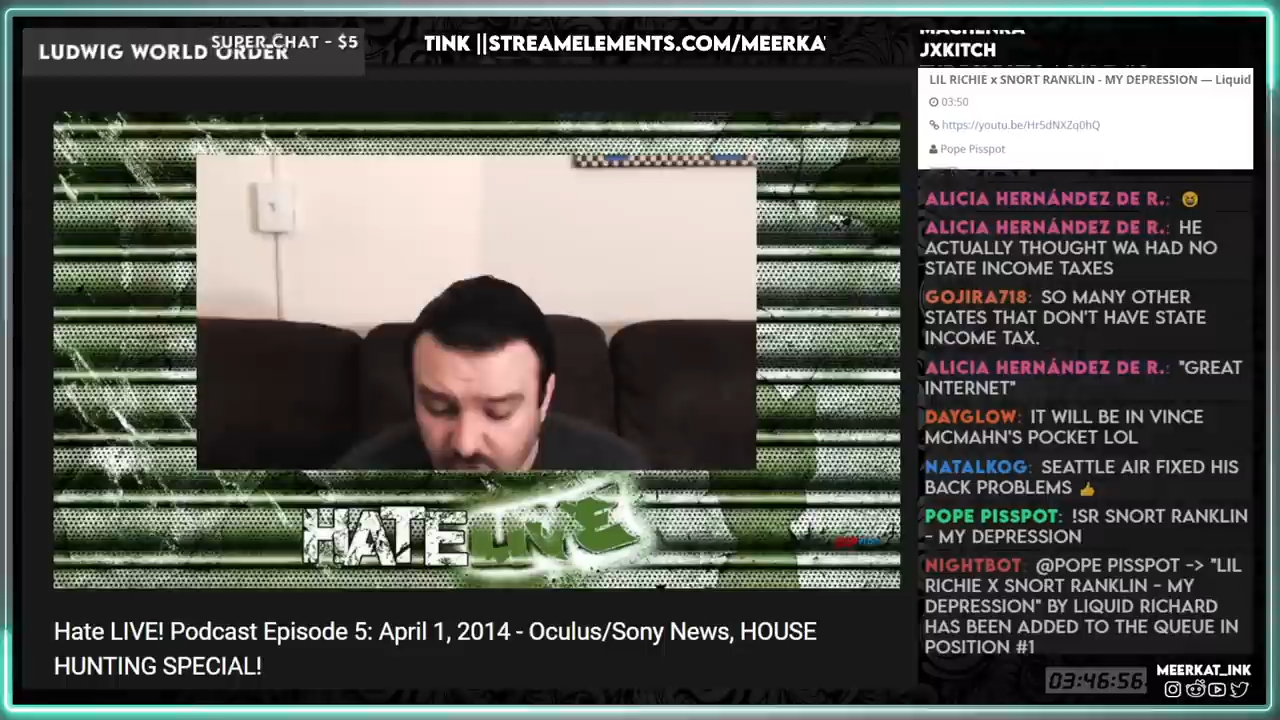 LUDWIG WORLD ORDER
SUPER CHAT - $5
TINK ||STREAMELEMENTS.COM/MEERKA
MACHENKA
JXKITCH
LIL RICHIE x SNORT RANKLIN - MY DEPRESSION — Liquid
03:50
https://youtu.be/Hr5dNXZq0hQ
Pope Pisspot
ALICIA HERNÁNDEZ DE R.: 😆
ALICIA HERNÁNDEZ DE R.: HE
ACTUALLY THOUGHT WA HAD NO
STATE INCOME TAXES
GOJIRA718: SO MANY OTHER
STATES THAT DON'T HAVE STATE
INCOME TAX.
ALICIA HERNÁNDEZ DE R.: "GREAT
INTERNET"
DAYGLOW: IT WILL BE IN VINCE
MCMAHN'S POCKET LOL
NATALKOG: SEATTLE AIR FIXED HIS
BACK PROBLEMS 👍
POPE PISSPOT: !SR SNORT RANKLIN
- MY DEPRESSION
NIGHTBOT: @POPE PISSPOT -> "LIL
RICHIE X SNORT RANKLIN - MY
DEPRESSION" BY LIQUID RICHARD
HAS BEEN ADDED TO THE QUEUE IN
POSITION #1
HATE LIVE
Hate LIVE! Podcast Episode 5: April 1, 2014 - Oculus/Sony News, HOUSE
HUNTING SPECIAL!
03:46:56
MEERKAT_INK